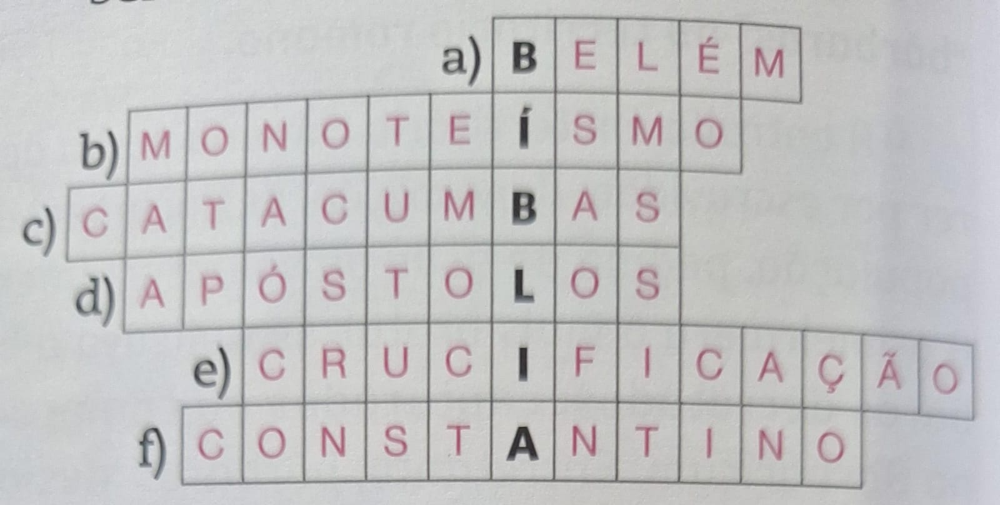 a) BELÉM
b) MONOTEÍSMO
c) CATACUMBAS
d) APÓSTOLOS
e) CRUCIFICAÇÃO
f) CONSTANTINO